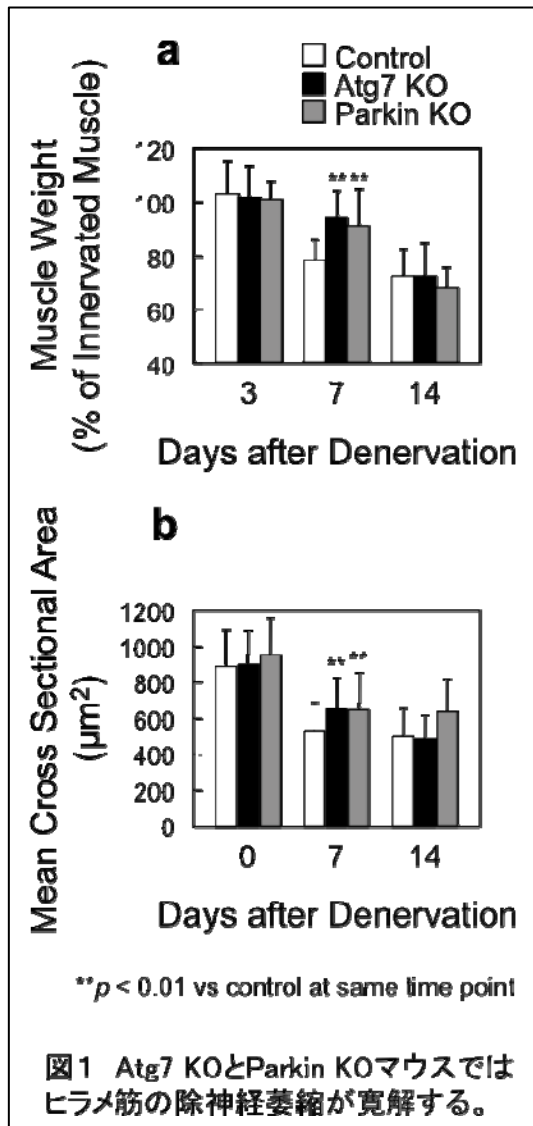 a
Control
Atg7 KO
Parkin KO
Muscle Weight
(% of Innervated Muscle)
120
100
80
60
40
** **
3 7 14
Days after Denervation
b
Mean Cross Sectional Area
(µm²)
1200
1000
800
600
400
200
0
** **
0 7 14
Days after Denervation
**p < 0.01 vs control at same time point
図1 Atg7 KOとParkin KOマウスでは
ヒラメ筋の除神経萎縮が寛解する。